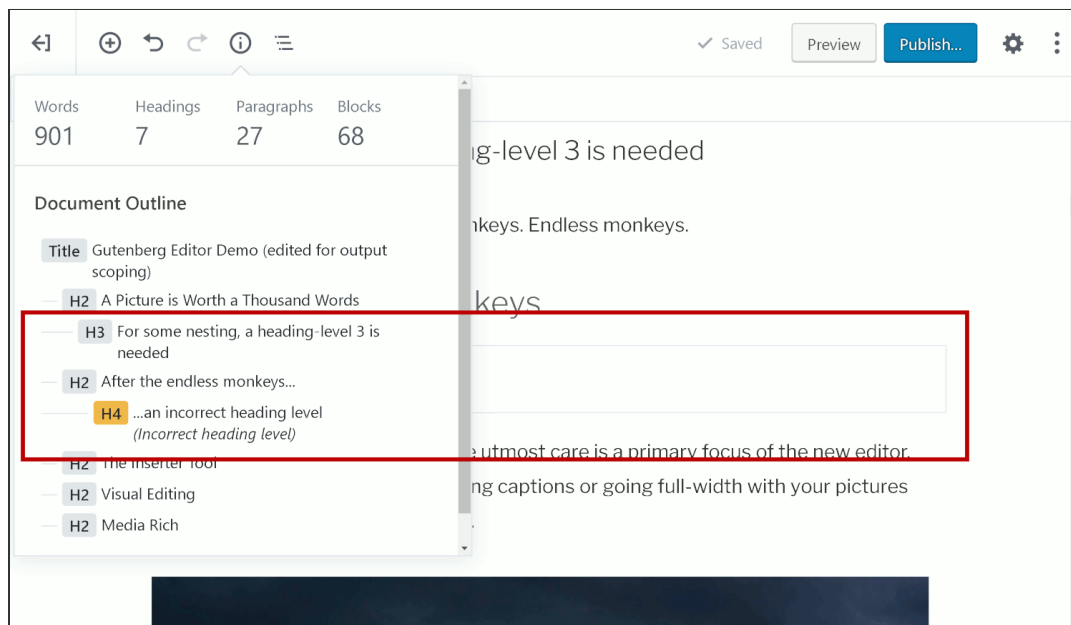 Saved Preview Publish...
Words Headings Paragraphs Blocks
901 7 27 68
Document Outline
Title Gutenberg Editor Demo (edited for output
scoping)
H2 A Picture is Worth a Thousand Words
H3 For some nesting, a heading-level 3 is
needed
H2 After the endless monkeys...
H4 ...an incorrect heading level
(Incorrect heading level)
H2 The Inserter Tool
H2 Visual Editing
H2 Media Rich
g-level 3 is needed
keys. Endless monkeys.
keys
utmost care is a primary focus of the new editor.
ng captions or going full-width with your pictures